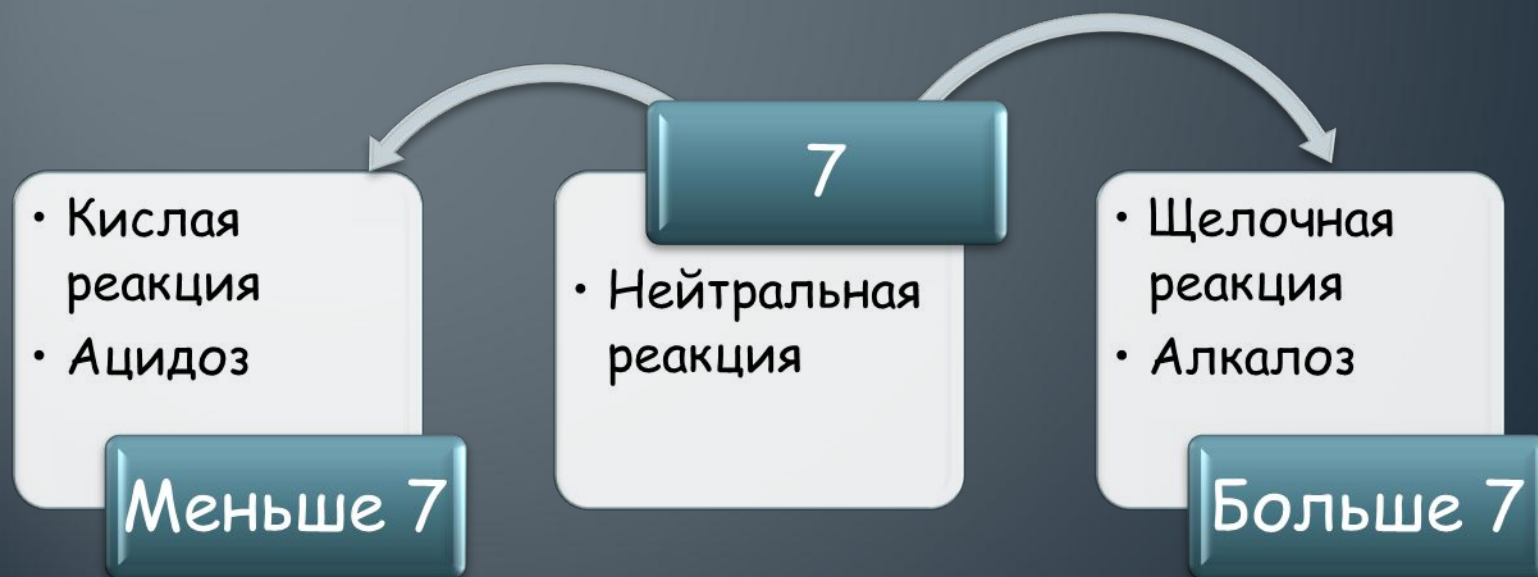 7
• Кислая
реакция
• Ацидоз
Меньше 7
• Нейтральная
реакция
• Щелочная
реакция
• Алкалоз
Больше 7